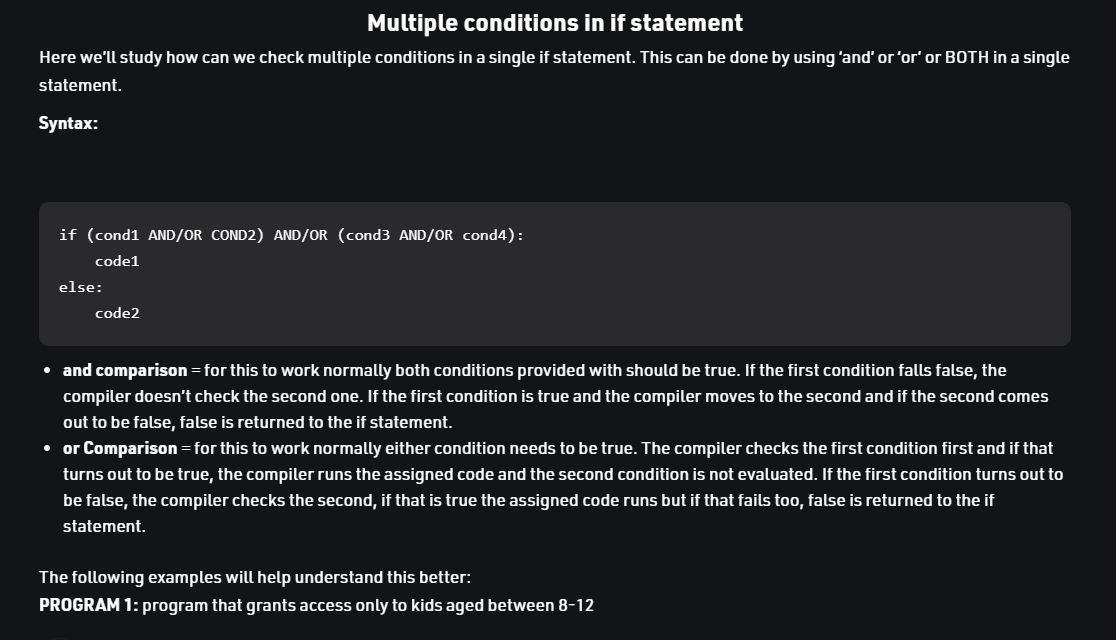 Multiple conditions in if statement
Here we'll study how can we check multiple conditions in a single if statement. This can be done by using 'and' or 'or' or BOTH in a single
statement.
Syntax:
if (cond1 AND/OR COND2) AND/OR (cond3 AND/OR cond4):
    code1
else:
    code2
• and comparison = for this to work normally both conditions provided with should be true. If the first condition falls false, the
compiler doesn't check the second one. If the first condition is true and the compiler moves to the second and if the second comes
out to be false, false is returned to the if statement.
• or Comparison = for this to work normally either condition needs to be true. The compiler checks the first condition first and if that
turns out to be true, the compiler runs the assigned code and the second condition is not evaluated. If the first condition turns out to
be false, the compiler checks the second, if that is true the assigned code runs but if that fails too, false is returned to the if
statement.
The following examples will help understand this better:
PROGRAM 1: program that grants access only to kids aged between 8-12